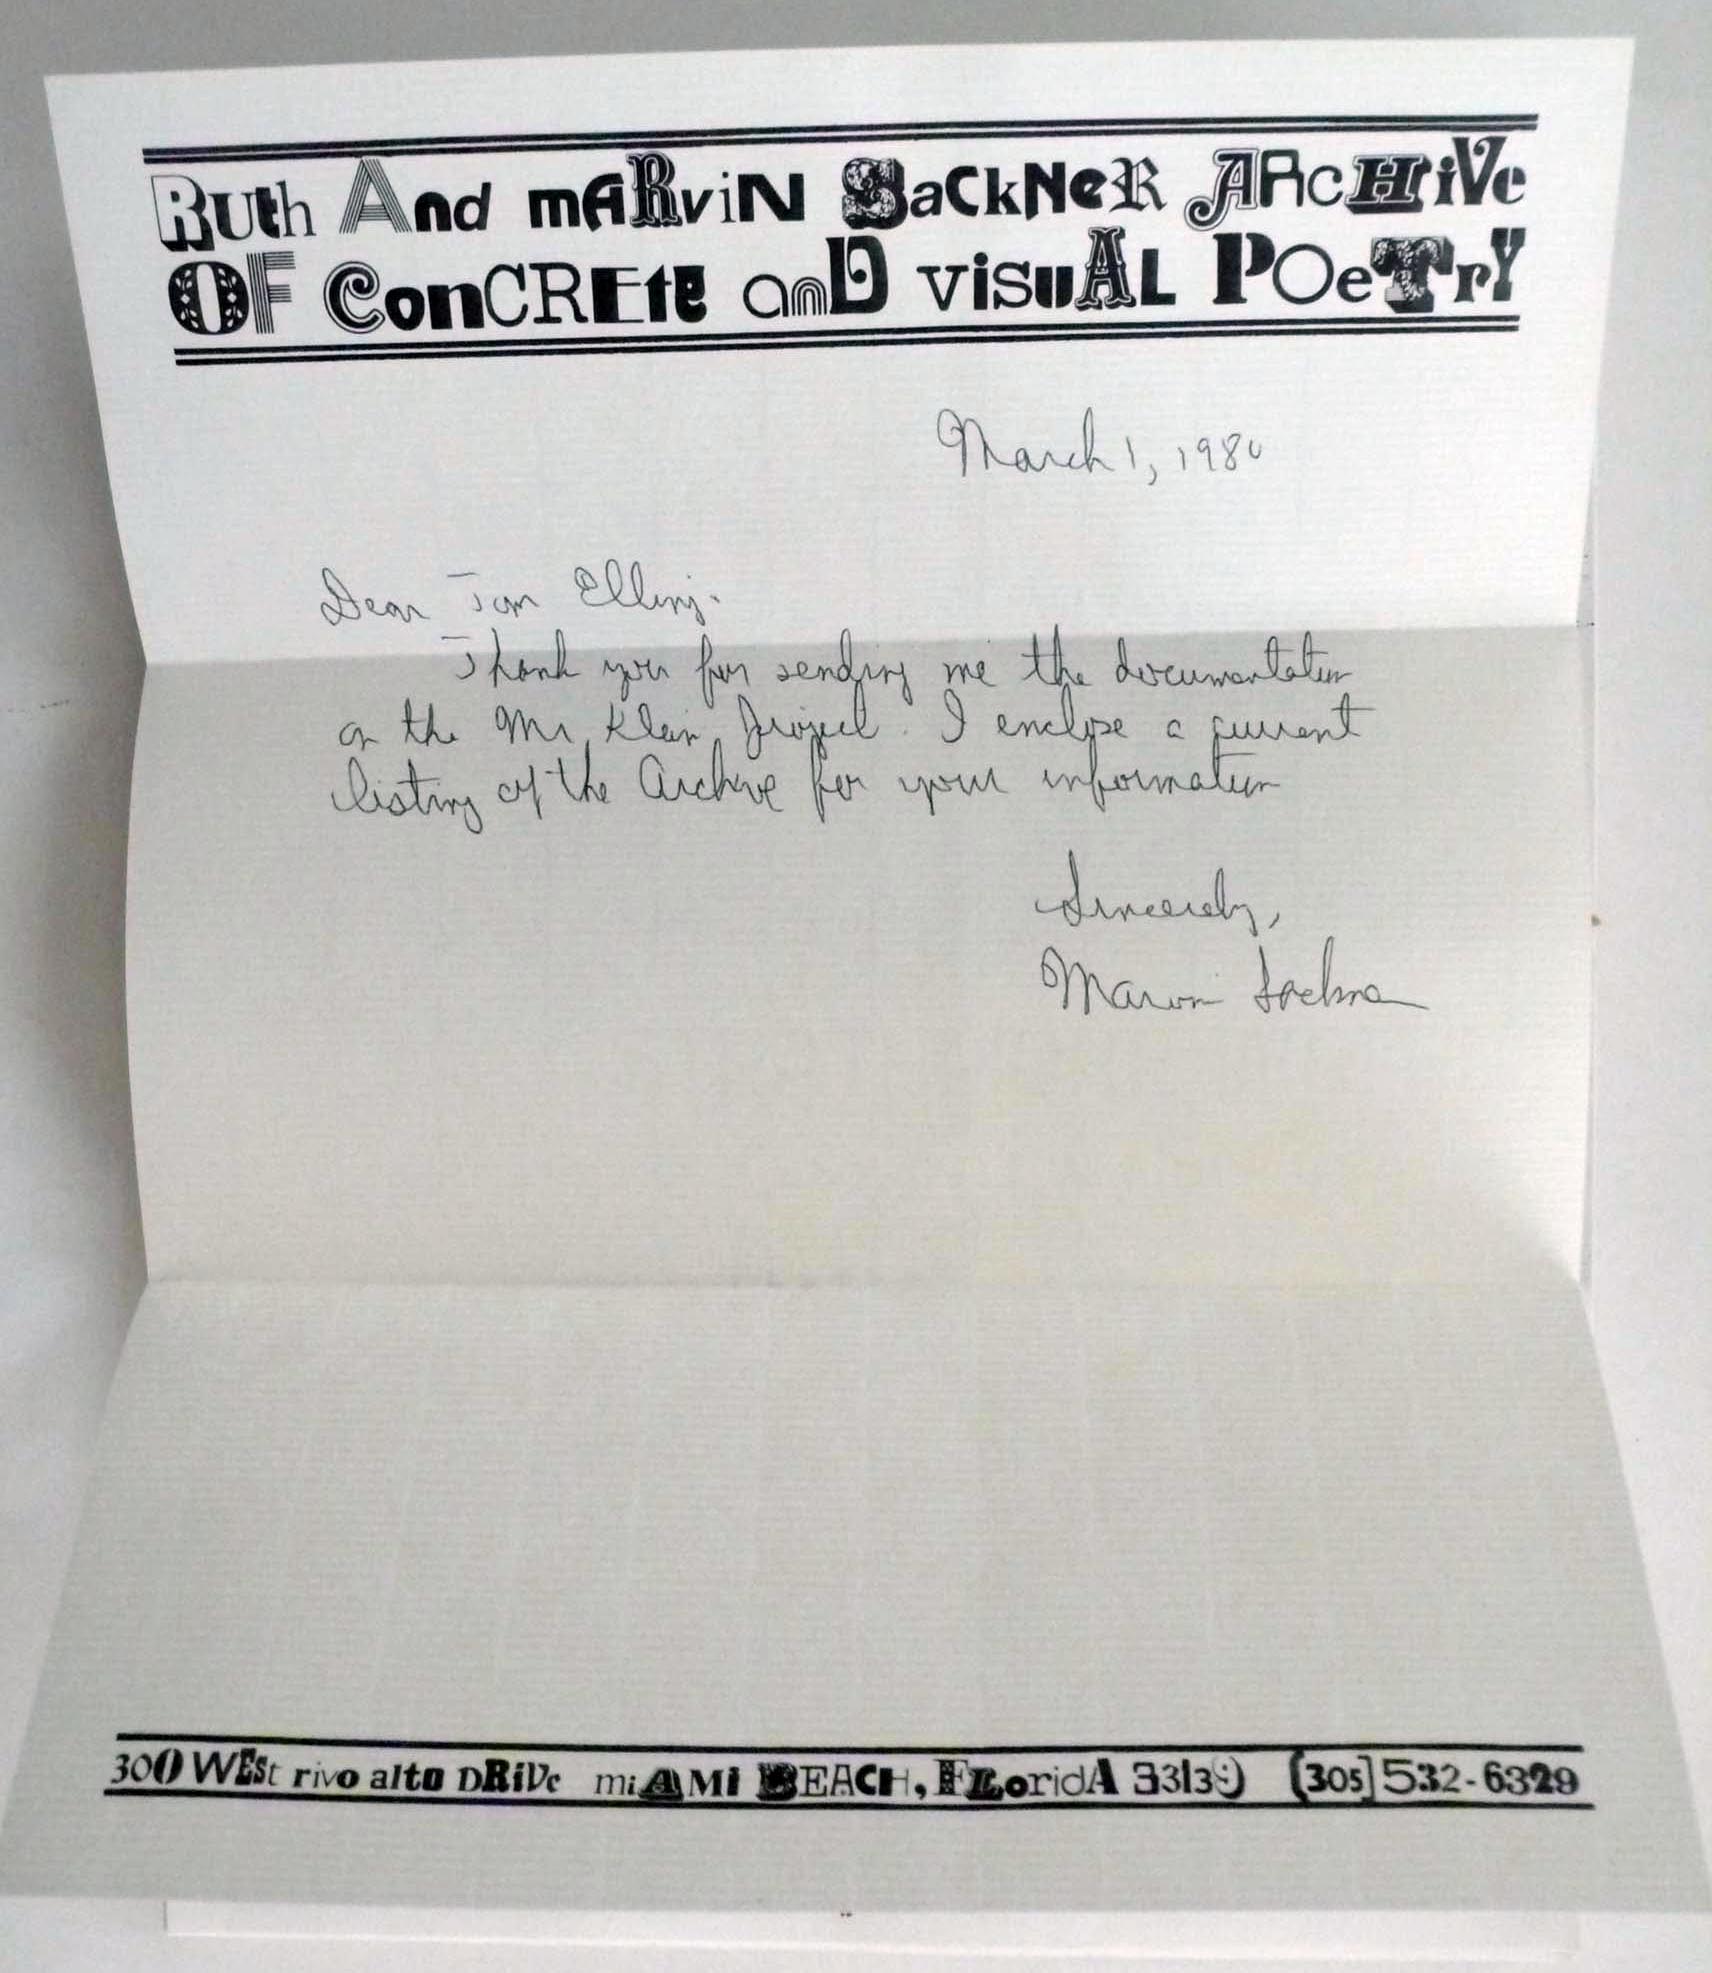 Ruth And mARviN SaCkNeR ARcHiVe
OF ConCREte anD visuAL POeTrY
March 1, 1980
Dear Tom Elling.
Thank you for sending me the documentation
on the Mr Klein Project. I enclose a current
listing of the Archive for your information
Sincerely,
Marvin Sackner
300 WESt rivo alto DRiVe miAMi BEACH, FLoridA 33139 (305) 532-6329